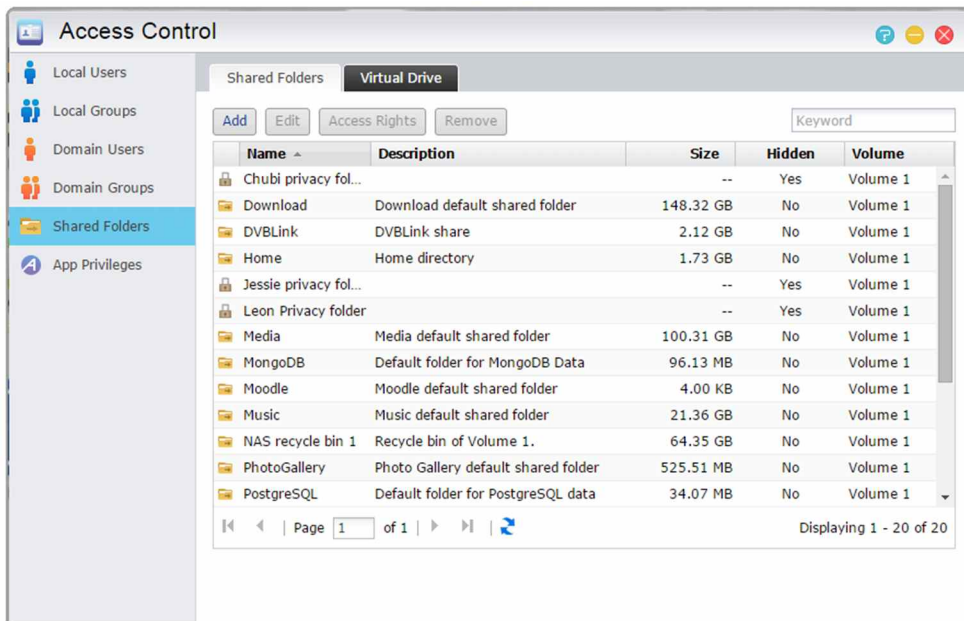 Access Control
Local Users
Local Groups
Domain Users
Domain Groups
Shared Folders
App Privileges
Shared Folders Virtual Drive
Add Edit Access Rights Remove Keyword
Name Description Size Hidden Volume
Chubi privacy fol... -- Yes Volume 1
Download Download default shared folder 148.32 GB No Volume 1
DVBLink DVBLink share 2.12 GB No Volume 1
Home Home directory 1.73 GB No Volume 1
Jessie privacy fol... -- Yes Volume 1
Leon Privacy folder -- Yes Volume 1
Media Media default shared folder 100.31 GB No Volume 1
MongoDB Default folder for MongoDB Data 96.13 MB No Volume 1
Moodle Moodle default shared folder 4.00 KB No Volume 1
Music Music default shared folder 21.36 GB No Volume 1
NAS recycle bin 1 Recycle bin of Volume 1. 64.35 GB No Volume 1
PhotoGallery Photo Gallery default shared folder 525.51 MB No Volume 1
PostgreSQL Default folder for PostgreSQL data 34.07 MB No Volume 1
Page 1 of 1 Displaying 1 - 20 of 20